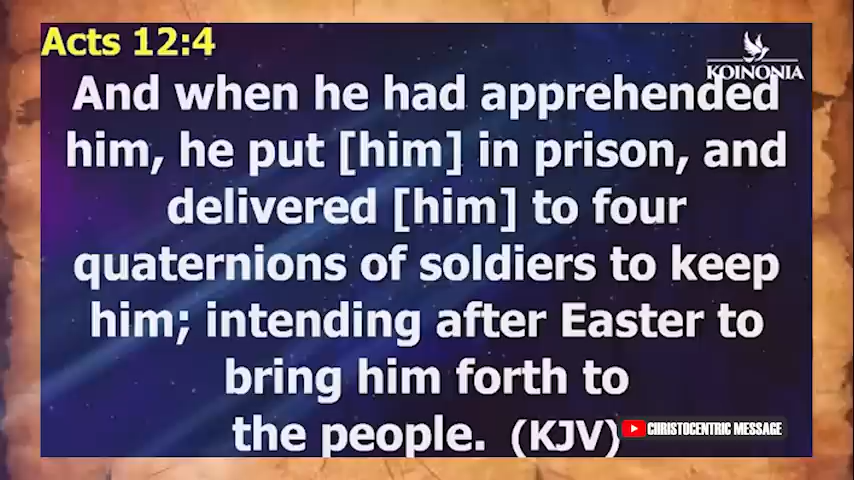 Acts 12:4
KOINONIA
And when he had apprehended
him, he put [him] in prison, and
delivered [him] to four
quaternions of soldiers to keep
him; intending after Easter to
bring him forth to
the people. (KJV)
CHRISTOCENTRIC MESSAGE